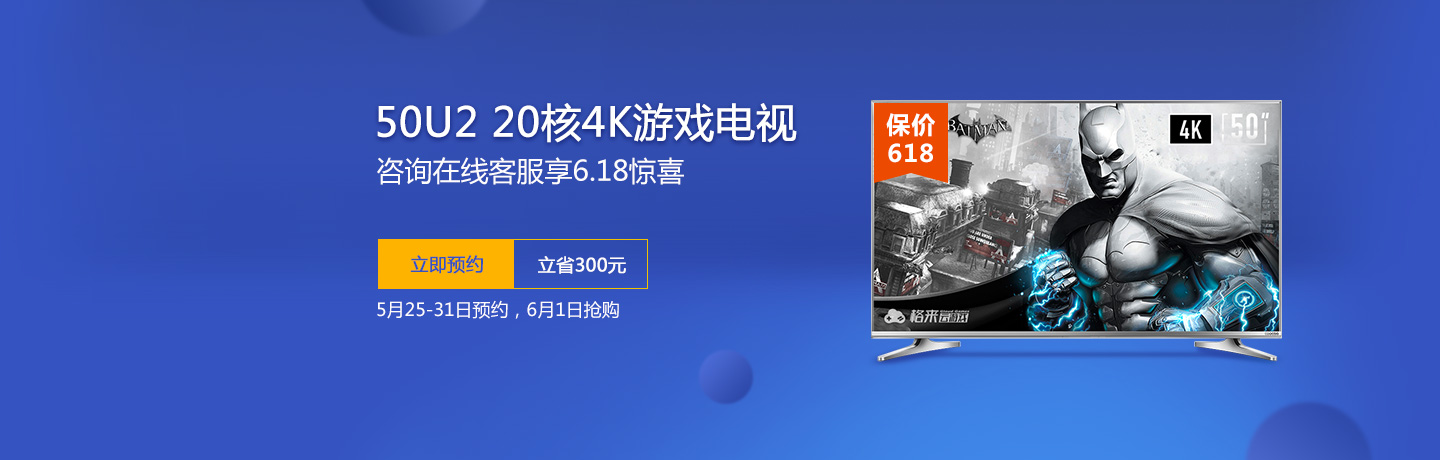 50U2 20核4K游戏电视
咨询在线客服享6.18惊喜
立即预约
立省300元
5月25-31日预约，6月1日抢购
保价
618
BATMAN
4K
50"
格来云游戏